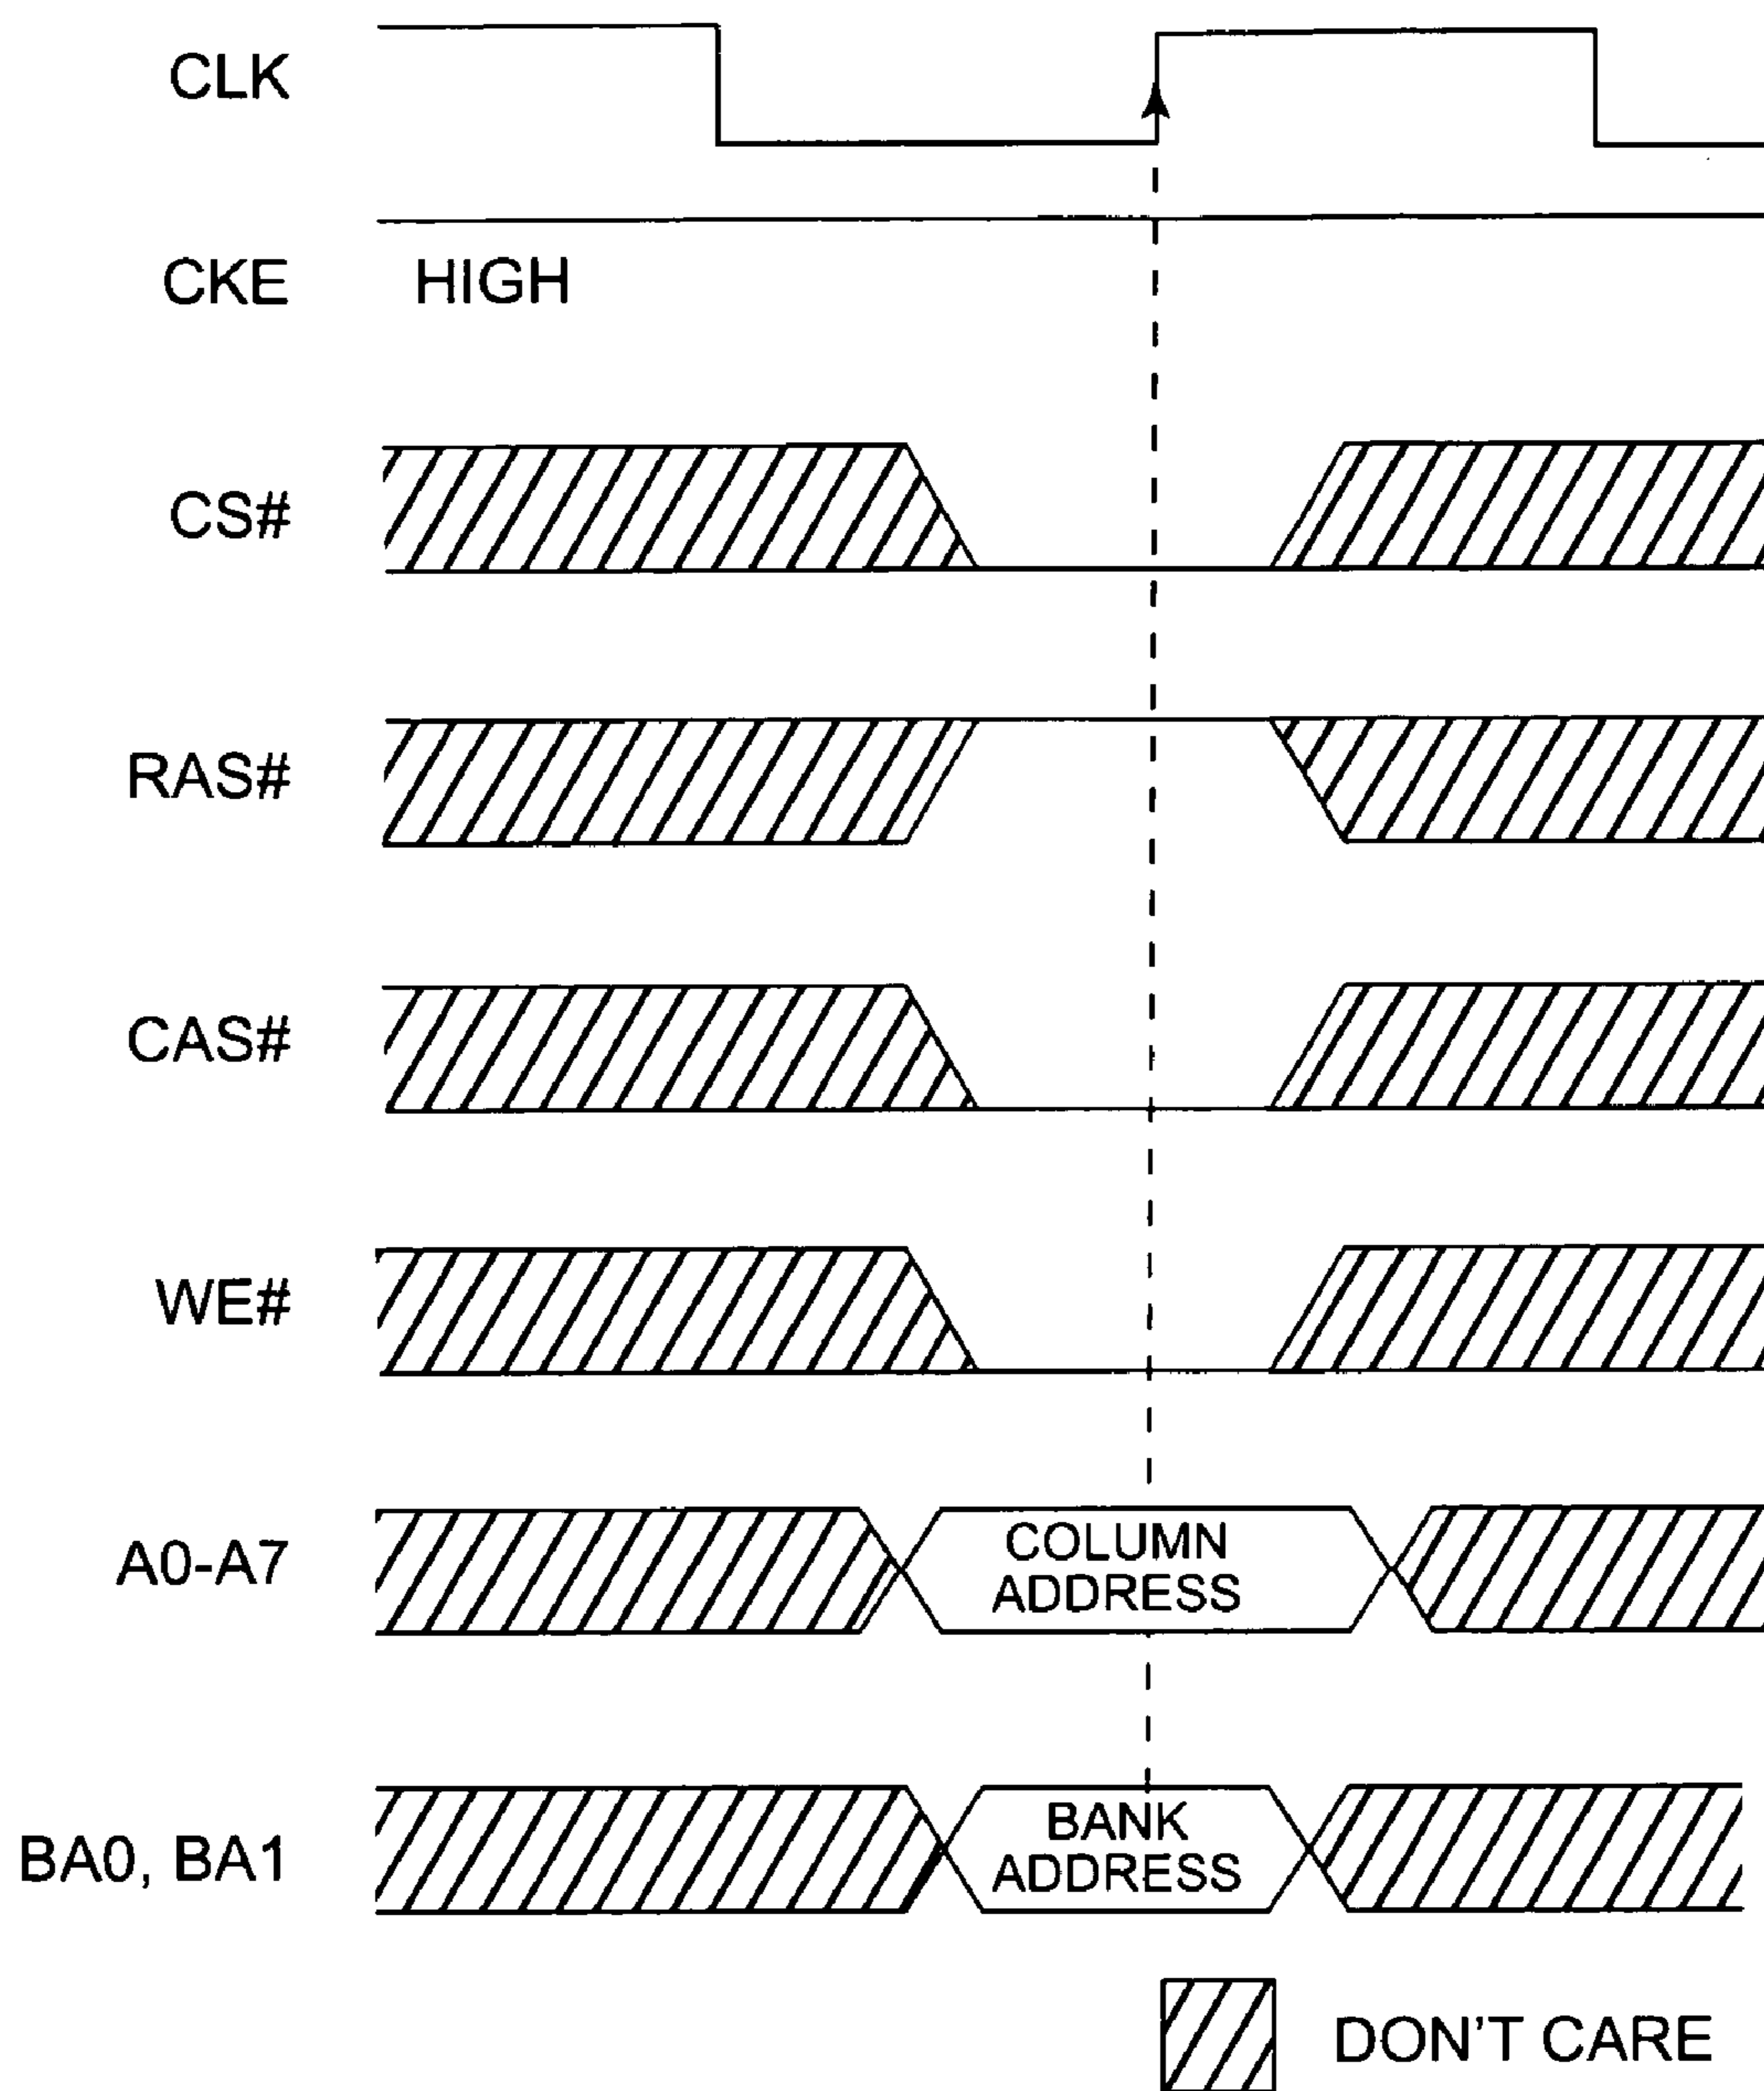 CLK
CKE HIGH
CS#
RAS#
CAS#
WE#
A0-A7
COLUMN
ADDRESS
BA0, BA1
BANK
ADDRESS
DON'T CARE